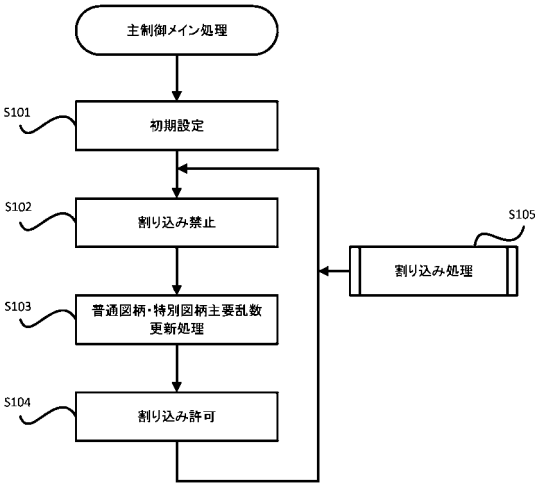 主制御メイン処理
S101
初期設定
S102
割り込み禁止
S105
割り込み処理
S103
普通図柄・特別図柄主要乱数
更新処理
S104
割り込み許可